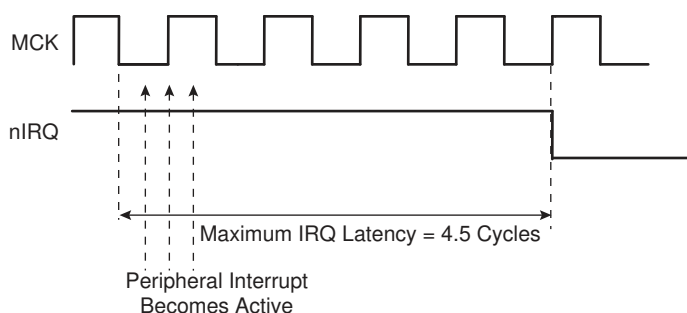 MCK
nIRQ
Maximum IRQ Latency = 4.5 Cycles
Peripheral Interrupt
Becomes Active